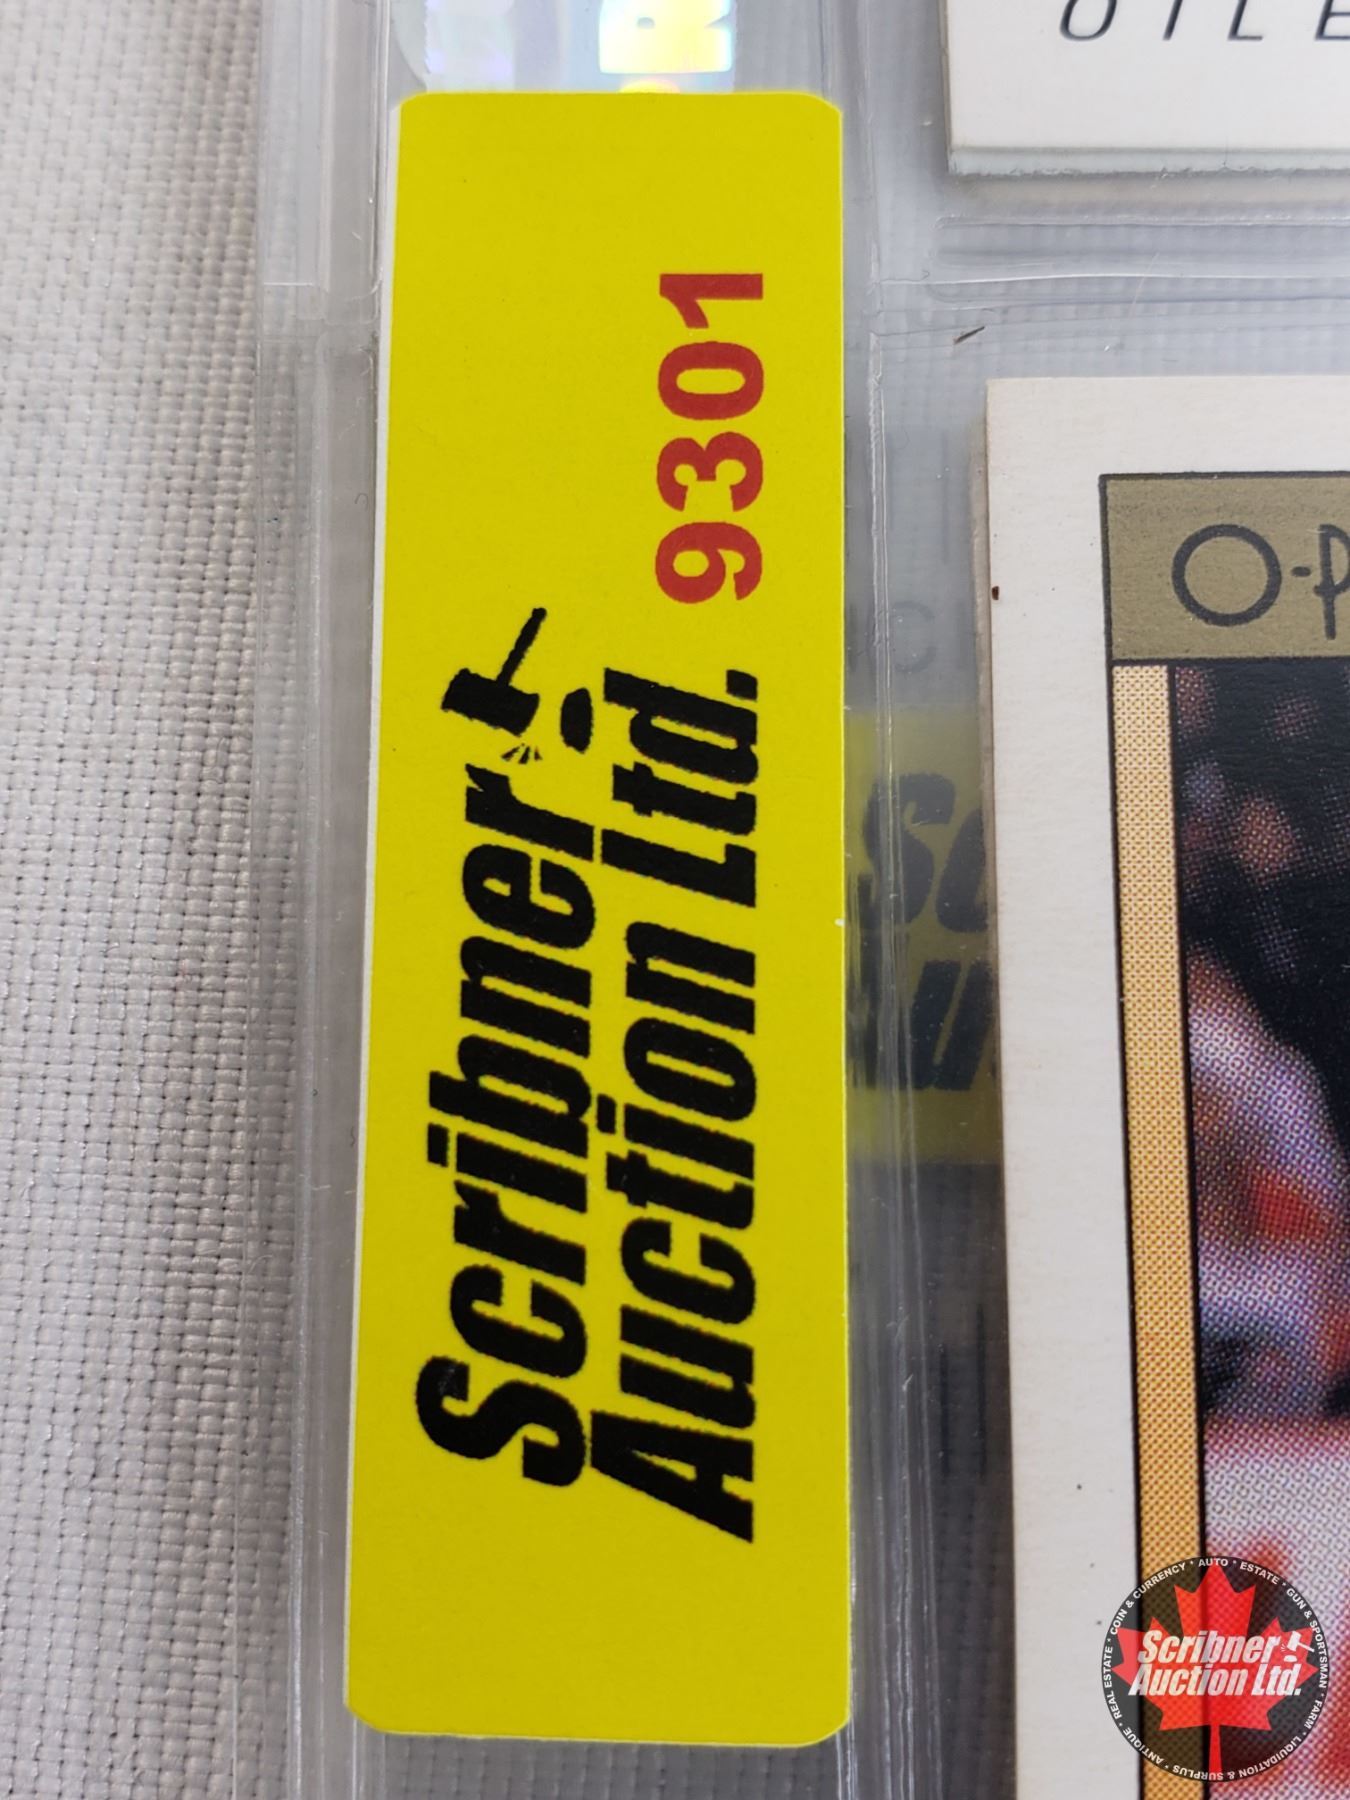 Scribner
Auction Ltd. 9301
Scribner
Auction Ltd.
AUTO * ESTATE * GUN & SPORTSMAN * FARM * LIQUIDATION & SURPLUS * ANTIQUE * REAL ESTATE * COIN & CURRENCY *